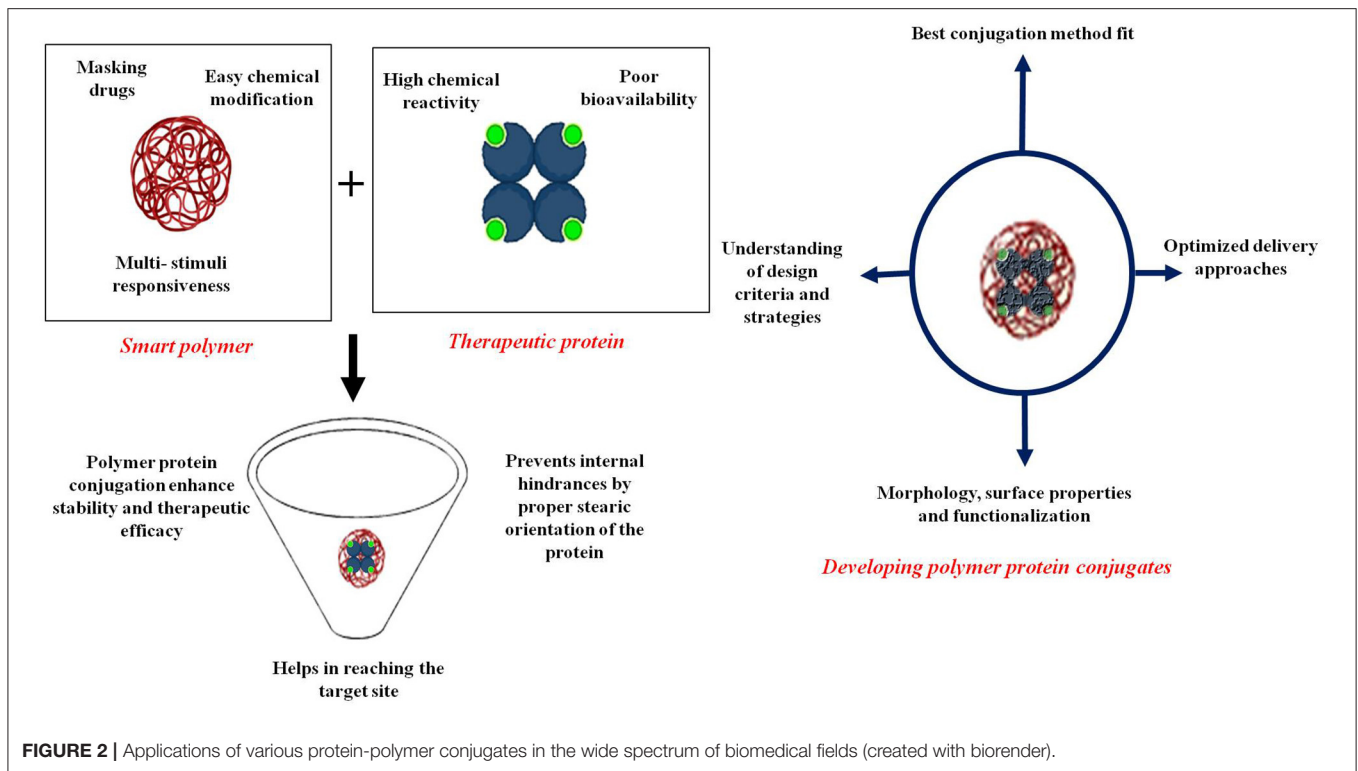 Masking
drugs
Easy chemical
modification
Multi- stimuli
responsiveness
Smart polymer
+
High chemical
reactivity
Poor
bioavailability
Therapeutic protein
Polymer protein
conjugation enhance
stability and therapeutic
efficacy
Prevents internal
hindrances by
proper stearic
orientation of the
protein
Helps in reaching the
target site
Best conjugation method fit
Understanding
of design
criteria and
strategies
Optimized delivery
approaches
Morphology, surface properties
and functionalization
Developing polymer protein conjugates
FIGURE 2 | Applications of various protein-polymer conjugates in the wide spectrum of biomedical fields (created with biorender).